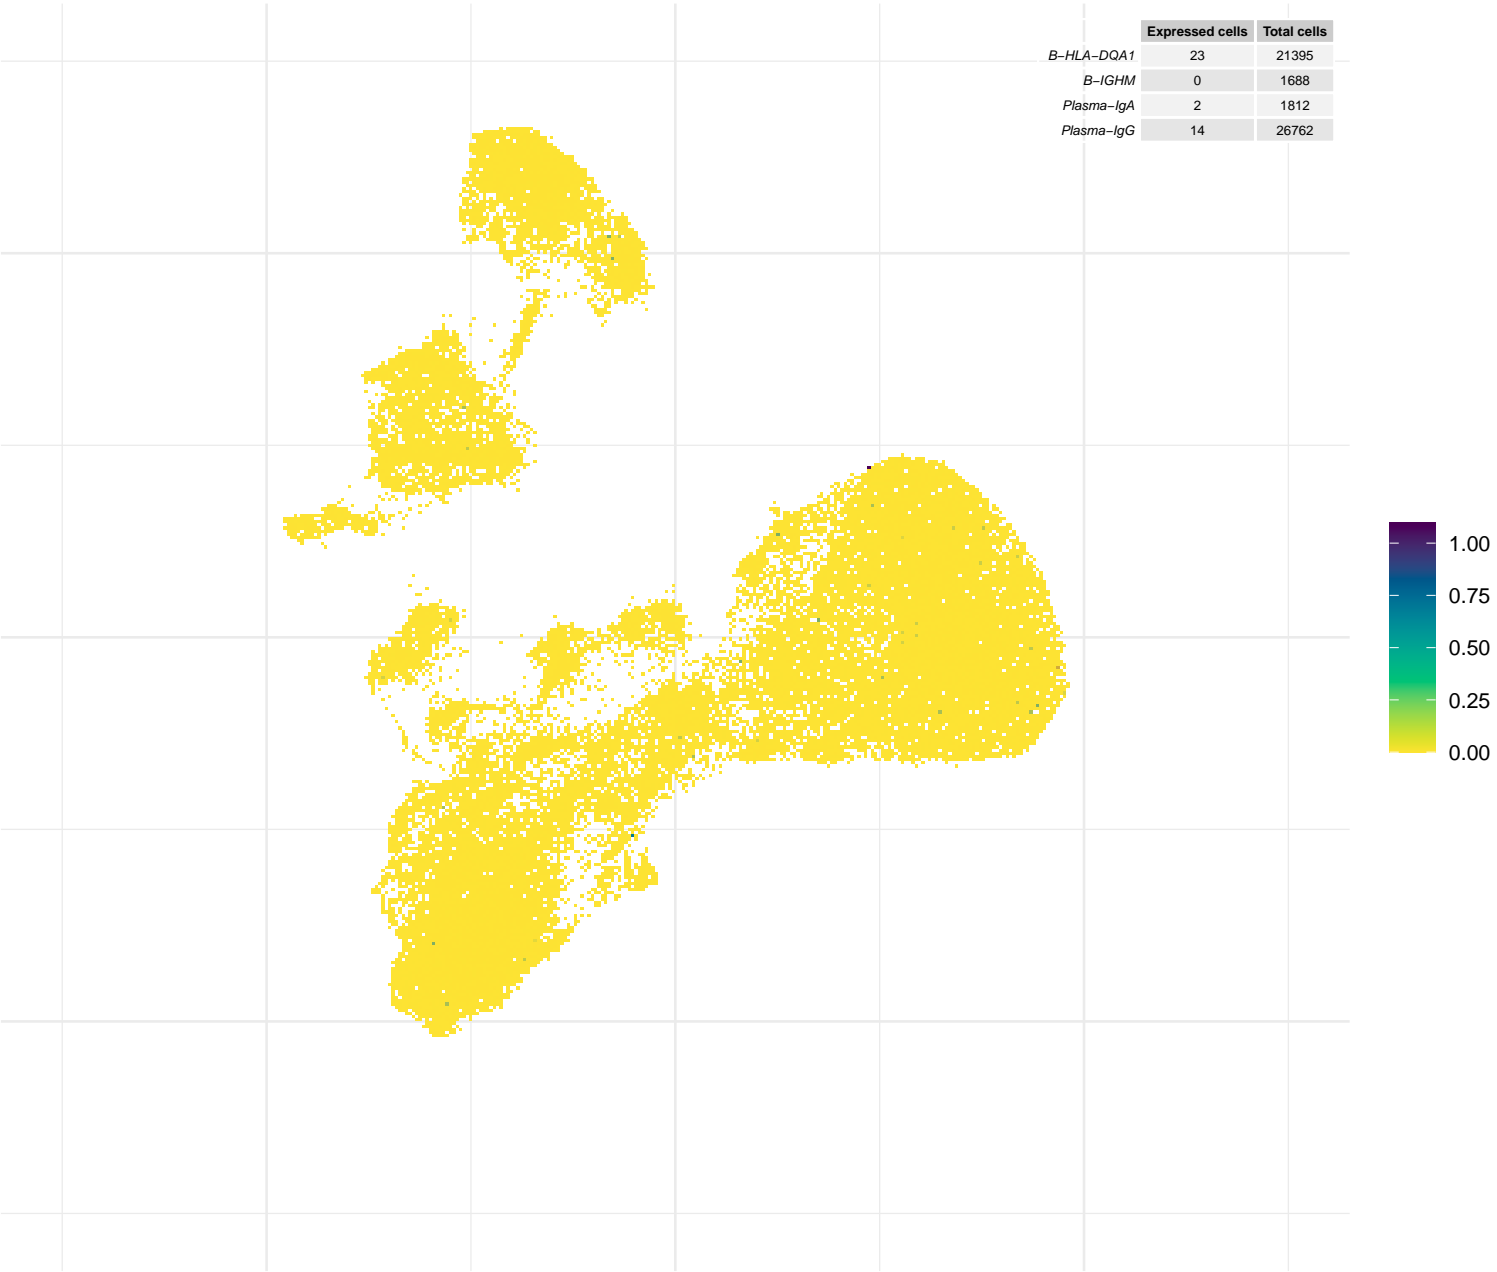 Expressed cells Total cells
B−HLA−DQA1 23 21395
B−IGHM 0 1688
Plasma−IgA 2 1812
Plasma−IgG 14 26762
1.00
0.75
0.50
0.25
0.00